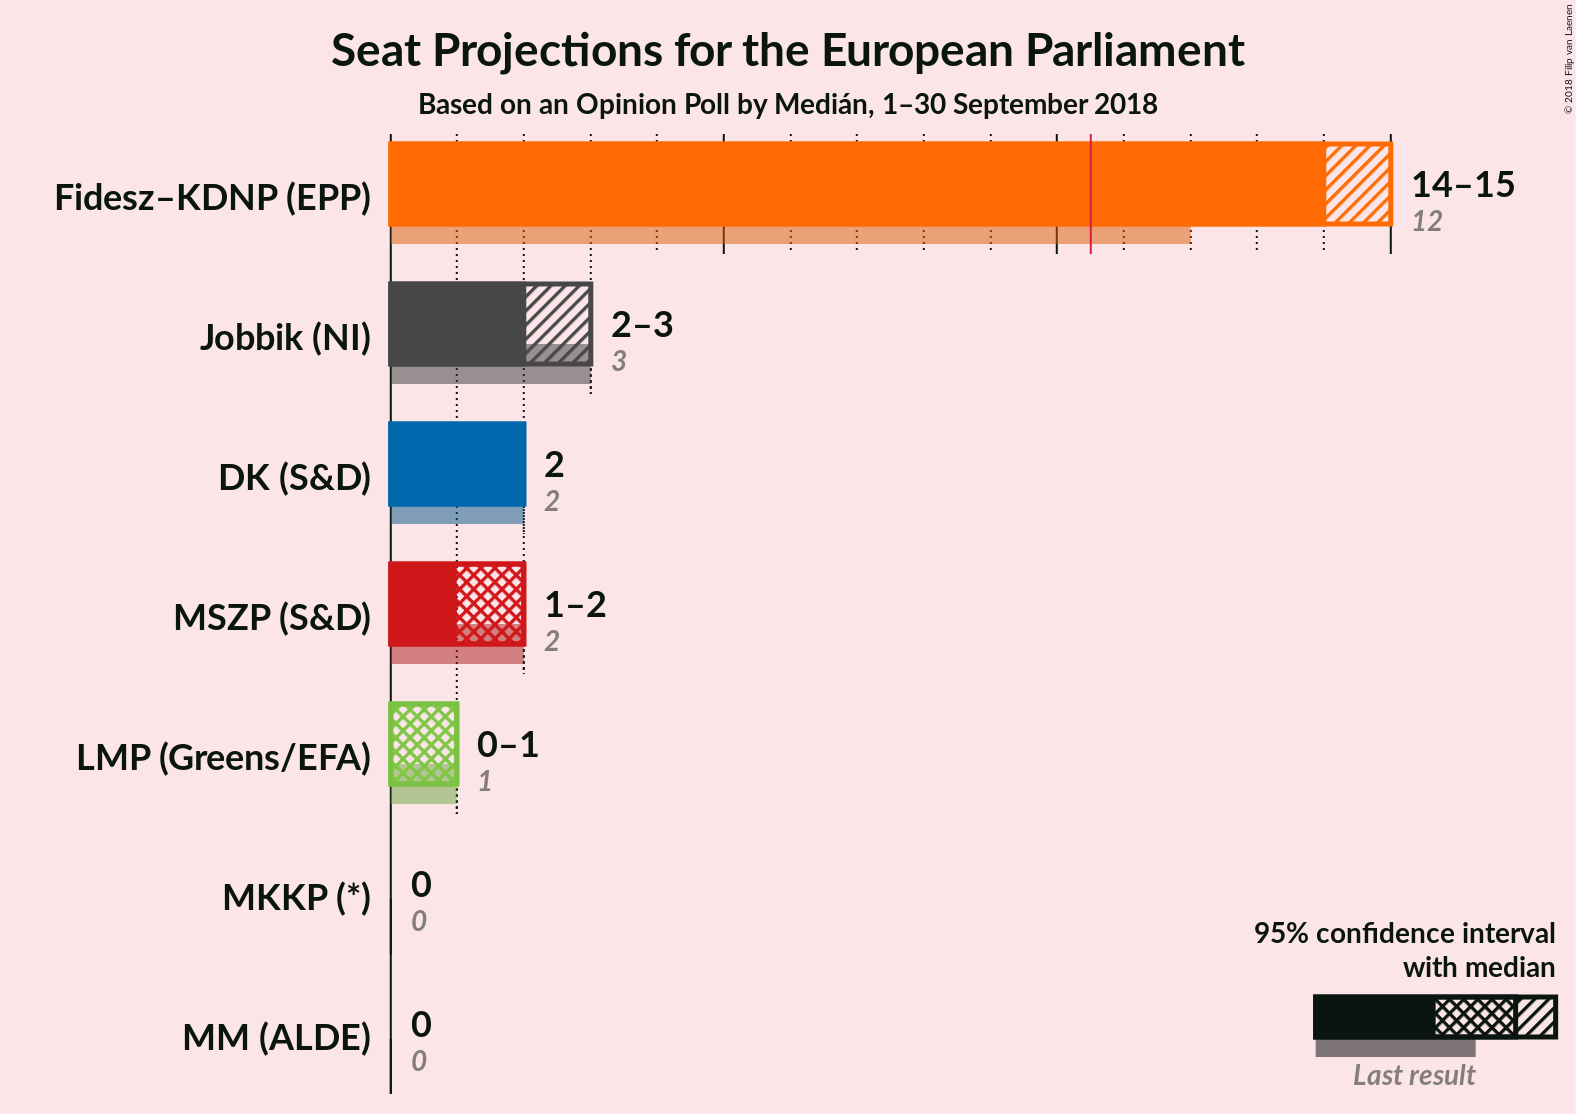 Seat Projections for the European Parliament
Based on an Opinion Poll by Medián, 1–30 September 2018
© 2018 Filip van Laenen
Fidesz–KDNP (EPP)
14–15
12
Jobbik (NI)
2–3
3
DK (S&D)
2
2
MSZP (S&D)
1–2
2
LMP (Greens/EFA)
0–1
1
MKKP (*)
0
0
MM (ALDE)
0
0
95% confidence interval
with median
Last result